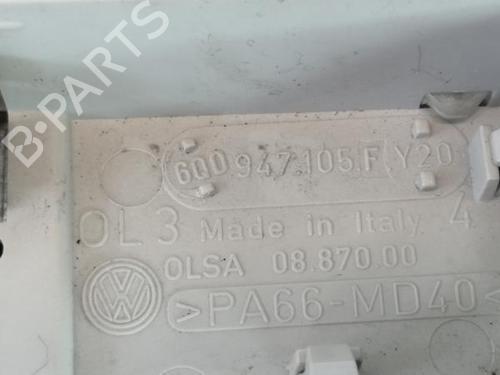 B-PARTS
6Q0 947.105.F Y20
OL3 Made in Italy 4
OLSA 08.870.00
>PA66-MD40<